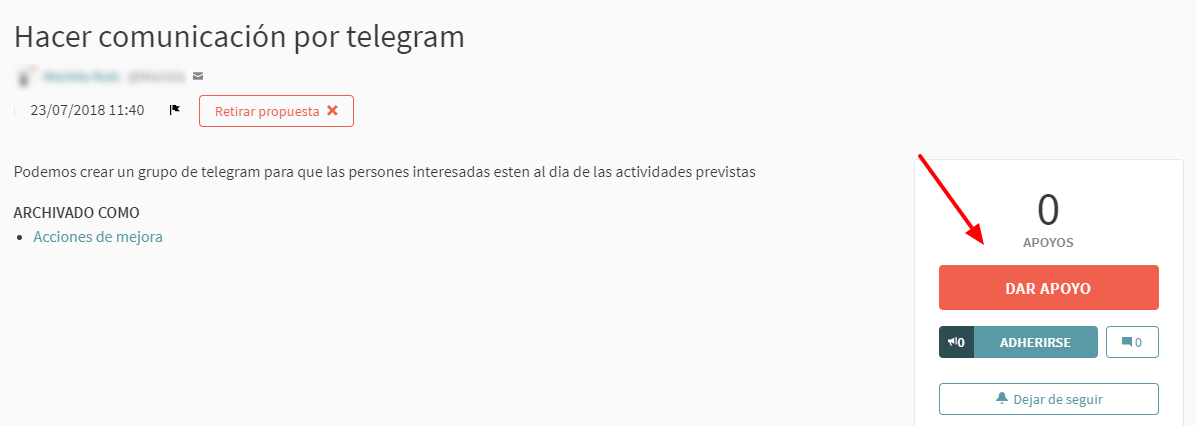 Hacer comunicación por telegram
23/07/2018 11:40
Retirar propuesta
Podemos crear un grupo de telegram para que las persones interesadas esten al dia de las actividades previstas
ARCHIVADO COMO
Acciones de mejora
0
APOYOS
DAR APOYO
0 ADHERIRSE 0
Dejar de seguir